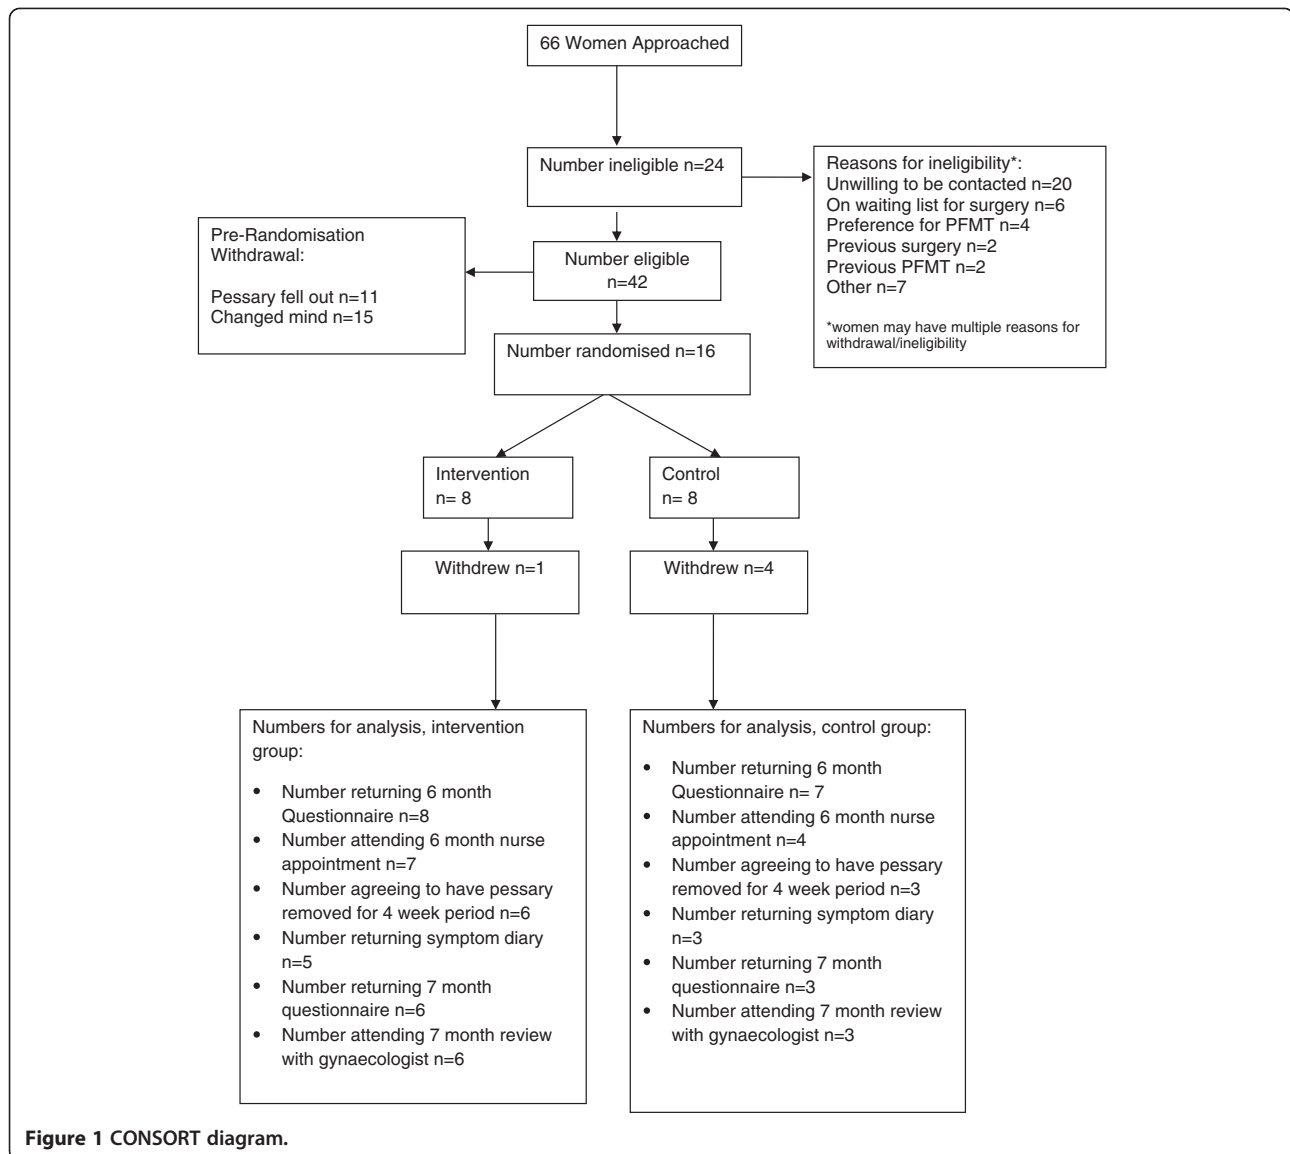 66 Women Approached
Number ineligible n=24
Reasons for ineligibility*:
Unwilling to be contacted n=20
On waiting list for surgery n=6
Preference for PFMT n=4
Previous surgery n=2
Previous PFMT n=2
Other n=7
*women may have multiple reasons for
withdrawal/ineligibility
Pre-Randomisation
Withdrawal:
Pessary fell out n=11
Changed mind n=15
Number eligible
n=42
Number randomised n=16
Intervention
n= 8
Control
n= 8
Withdrew n=1
Withdrew n=4
Numbers for analysis, intervention
group:
• Number returning 6 month
Questionnaire n=8
• Number attending 6 month nurse
appointment n=7
• Number agreeing to have pessary
removed for 4 week period n=6
• Number returning symptom diary
n=5
• Number returning 7 month
questionnaire n=6
• Number attending 7 month review
with gynaecologist n=6
Numbers for analysis, control group:
• Number returning 6 month
Questionnaire n= 7
• Number attending 6 month nurse
appointment n=4
• Number agreeing to have pessary
removed for 4 week period n=3
• Number returning symptom diary
n=3
• Number returning 7 month
questionnaire n=3
• Number attending 7 month review
with gynaecologist n=3
Figure 1 CONSORT diagram.